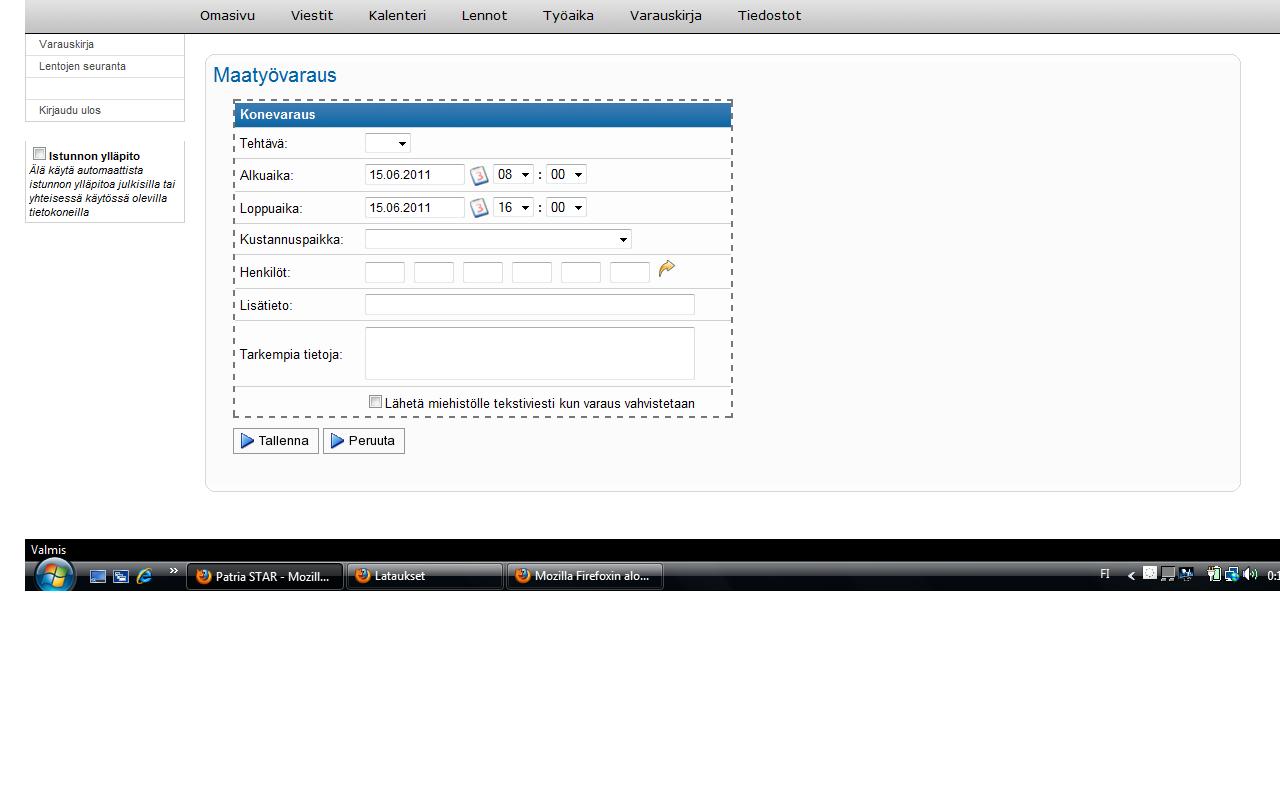 Omasivu Viestit Kalenteri Lennot Työaika Varauskirja Tiedostot
Varauskirja
Lentojen seuranta
Kirjaudu ulos
Istunnon ylläpito
Älä käytä automaattista
istunnon ylläpitoa julkisilla tai
yhteisessä käytössä olevilla
tietokoneilla
Maatyövaraus
Konevaraus
Tehtävä:
Alkuaika: 15.06.2011 3 08 : 00
Loppuaika: 15.06.2011 3 16 : 00
Kustannuspaikka:
Henkilöt:
Lisätieto:
Tarkempia tietoja:
Lähetä miehistölle tekstiviesti kun varaus vahvistetaan
Tallenna Peruuta
Valmis
Patria STAR - Mozill... Lataukset Mozilla Firefoxin alo... FI